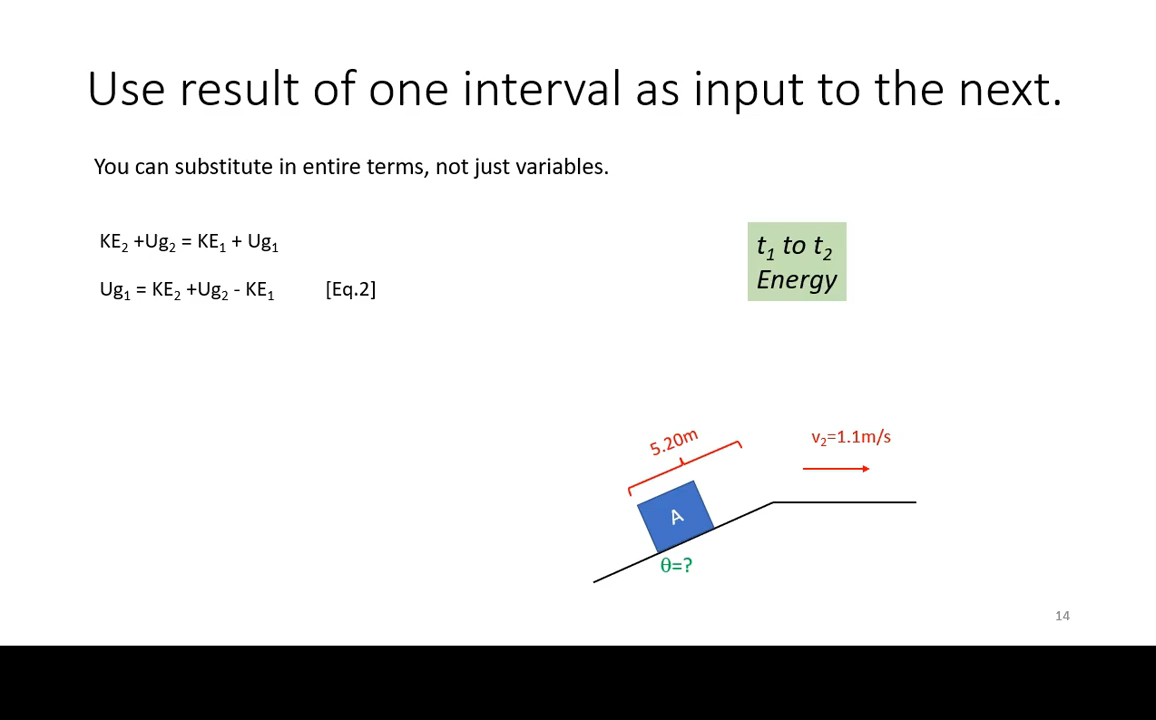 Use result of one interval as input to the next.
You can substitute in entire terms, not just variables.
KE₂ +Ug₂ = KE₁ + Ug₁
Ug₁ = KE₂ +Ug₂ - KE₁ [Eq.2]
t₁ to t₂
Energy
5.20m
v₂=1.1m/s
A
θ=?
14